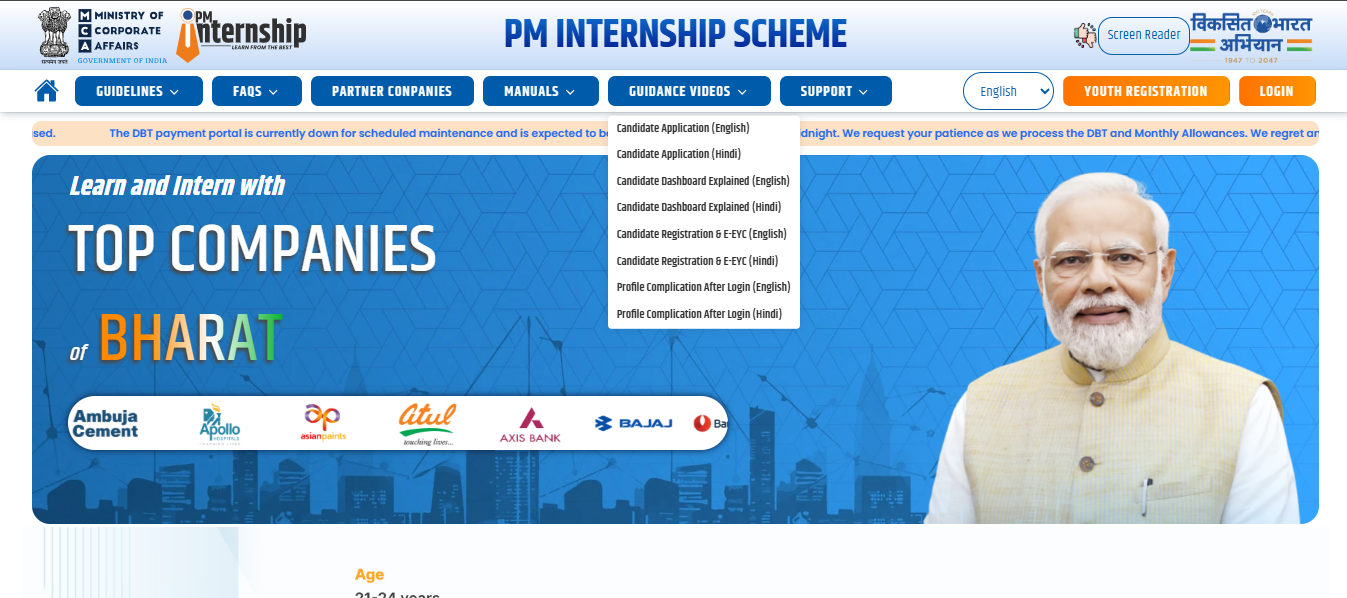 MINISTRY OF
CORPORATE
AFFAIRS
GOVERNMENT OF INDIA
M
C
A
सत्यमेव जयते
PM
internship
LEARN FROM THE BEST
PM INTERNSHIP SCHEME
Screen Reader
विकसित भारत
अभियान
1947 TO 2047
GUIDELINES
FAQS
PARTNER CONPANIES
MANUALS
GUIDANCE VIDEOS
SUPPORT
English
YOUTH REGISTRATION
LOGIN
sed. The DBT payment portal is currently down for scheduled maintenance and is expected to be
dnight. We request your patience as we process the DBT and Monthly Allowances. We regret an
Candidate Application (English)
Candidate Application (Hindi)
Candidate Dashboard Explained (English)
Candidate Dashboard Explained (Hindi)
Candidate Registration & E-EYC (English)
Candidate Registration & E-EYC (Hindi)
Profile Complication After Login (English)
Profile Complication After Login (Hindi)
Learn and Intern with
TOP COMPANIES
of BHARAT
Ambuja
Cement
Apollo
HOSPITALS
TOUCHING LIVES
ap
asianpaints
atul
touching lives...
AXIS BANK
BAJAJ
Ba
Age
21-24 years